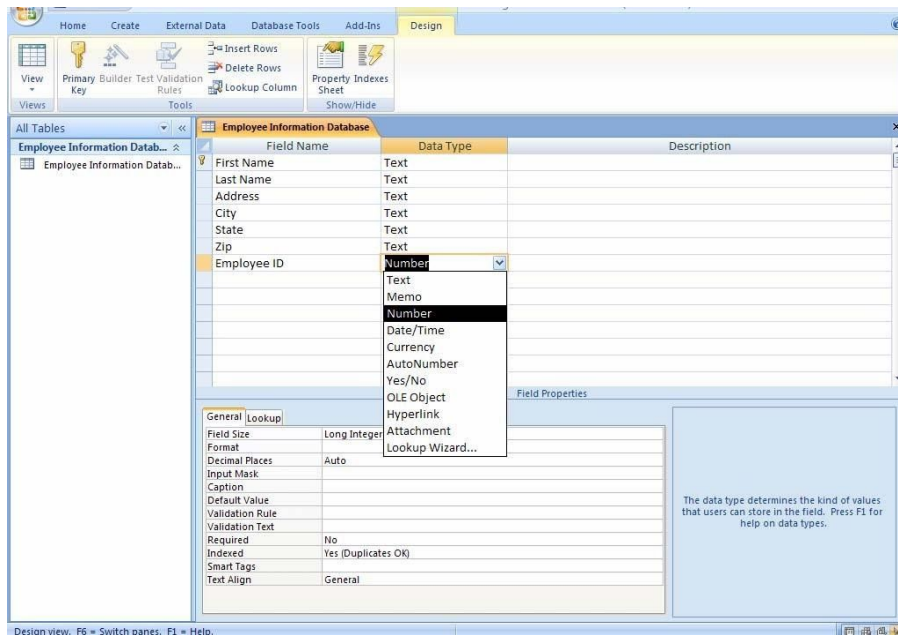 Home Create External Data Database Tools Add-Ins Design
View
Primary Key
Builder
Test Validation Rules
Insert Rows
Delete Rows
Lookup Column
Property Sheet
Indexes
Views Tools Show/Hide
All Tables
Employee Information Datab...
Employee Information Datab...
Employee Information Database
Field Name Data Type Description
First Name Text
Last Name Text
Address Text
City Text
State Text
Zip Text
Employee ID Number
Text
Memo
Number
Date/Time
Currency
AutoNumber
Yes/No
OLE Object
Hyperlink
Attachment
Lookup Wizard...
Field Properties
General Lookup
Field Size Long Integer
Format
Decimal Places Auto
Input Mask
Caption
Default Value
Validation Rule
Validation Text
Required No
Indexed Yes (Duplicates OK)
Smart Tags
Text Align General
The data type determines the kind of values
that users can store in the field. Press F1 for
help on data types.
Design view. F6 = Switch panes. F1 = Help.